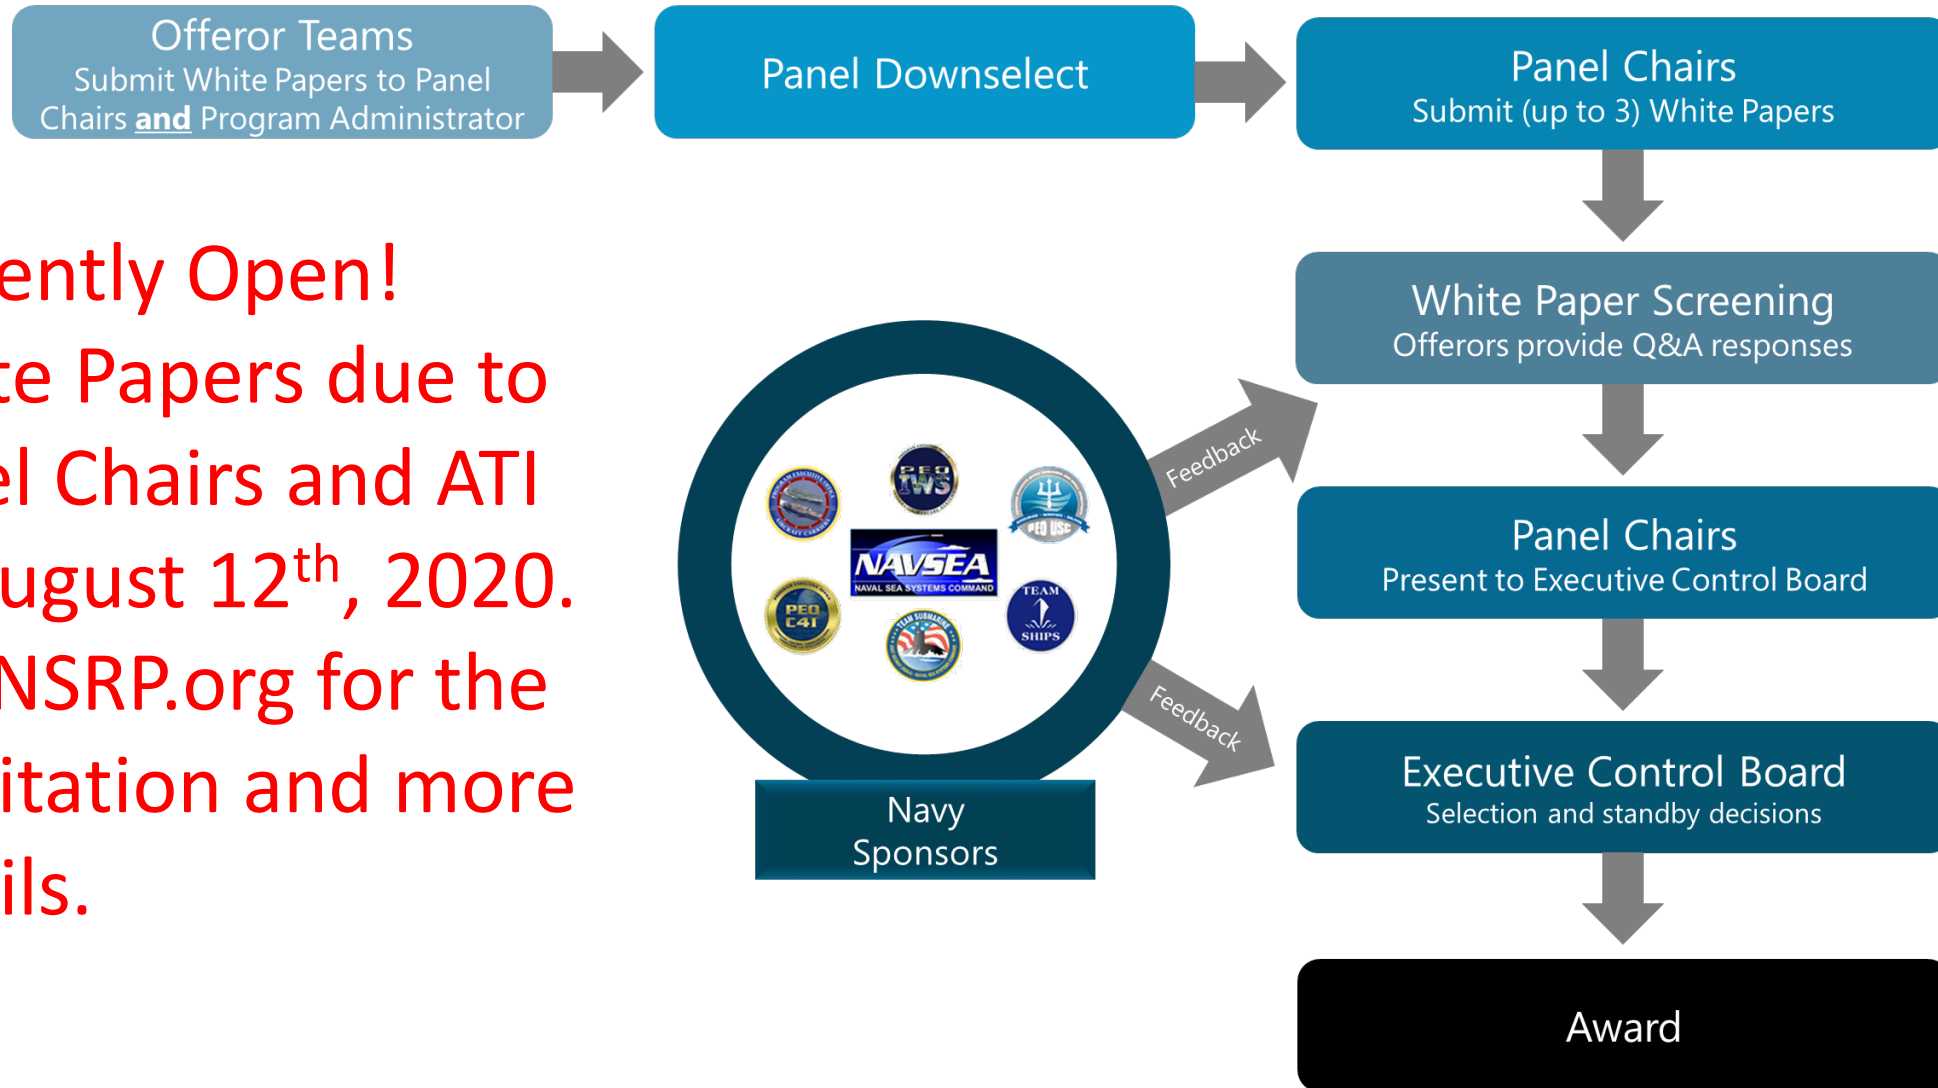 Offeror Teams
Submit White Papers to Panel
Chairs and Program Administrator
Panel Downselect
Panel Chairs
Submit (up to 3) White Papers
ently Open!
te Papers due to
el Chairs and ATI
ugust 12th, 2020.
NSRP.org for the
itation and more
ils.
White Paper Screening
Offerors provide Q&A responses
Feedback
PEO
IWS
PEO USC
NAVSEA
NAVAL SEA SYSTEMS COMMAND
PEO
C4I
TEAM SUBMARINE
TEAM
SHIPS
Panel Chairs
Present to Executive Control Board
Feedback
Navy
Sponsors
Executive Control Board
Selection and standby decisions
Award